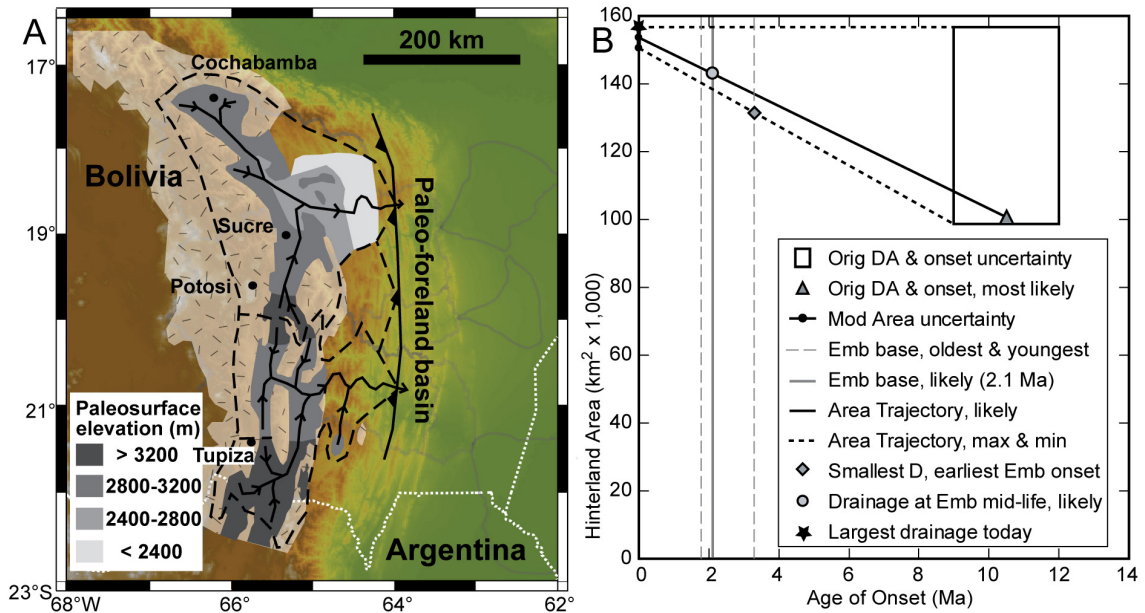 A
200 km
17°
19°
21°
23°S
68°W
66°
64°
62°
Cochabamba
Bolivia
Sucre
Potosi
Tupiza
Paleo-foreland basin
Argentina
Paleosurface
elevation (m)
> 3200
2800-3200
2400-2800
< 2400
B
Hinterland Area (km² x 1,000)
160
140
120
100
80
60
40
20
0
0
2
4
6
8
10
12
14
Age of Onset (Ma)
Orig DA & onset uncertainty
Orig DA & onset, most likely
Mod Area uncertainty
Emb base, oldest & youngest
Emb base, likely (2.1 Ma)
Area Trajectory, likely
Area Trajectory, max & min
Smallest D, earliest Emb onset
Drainage at Emb mid-life, likely
Largest drainage today